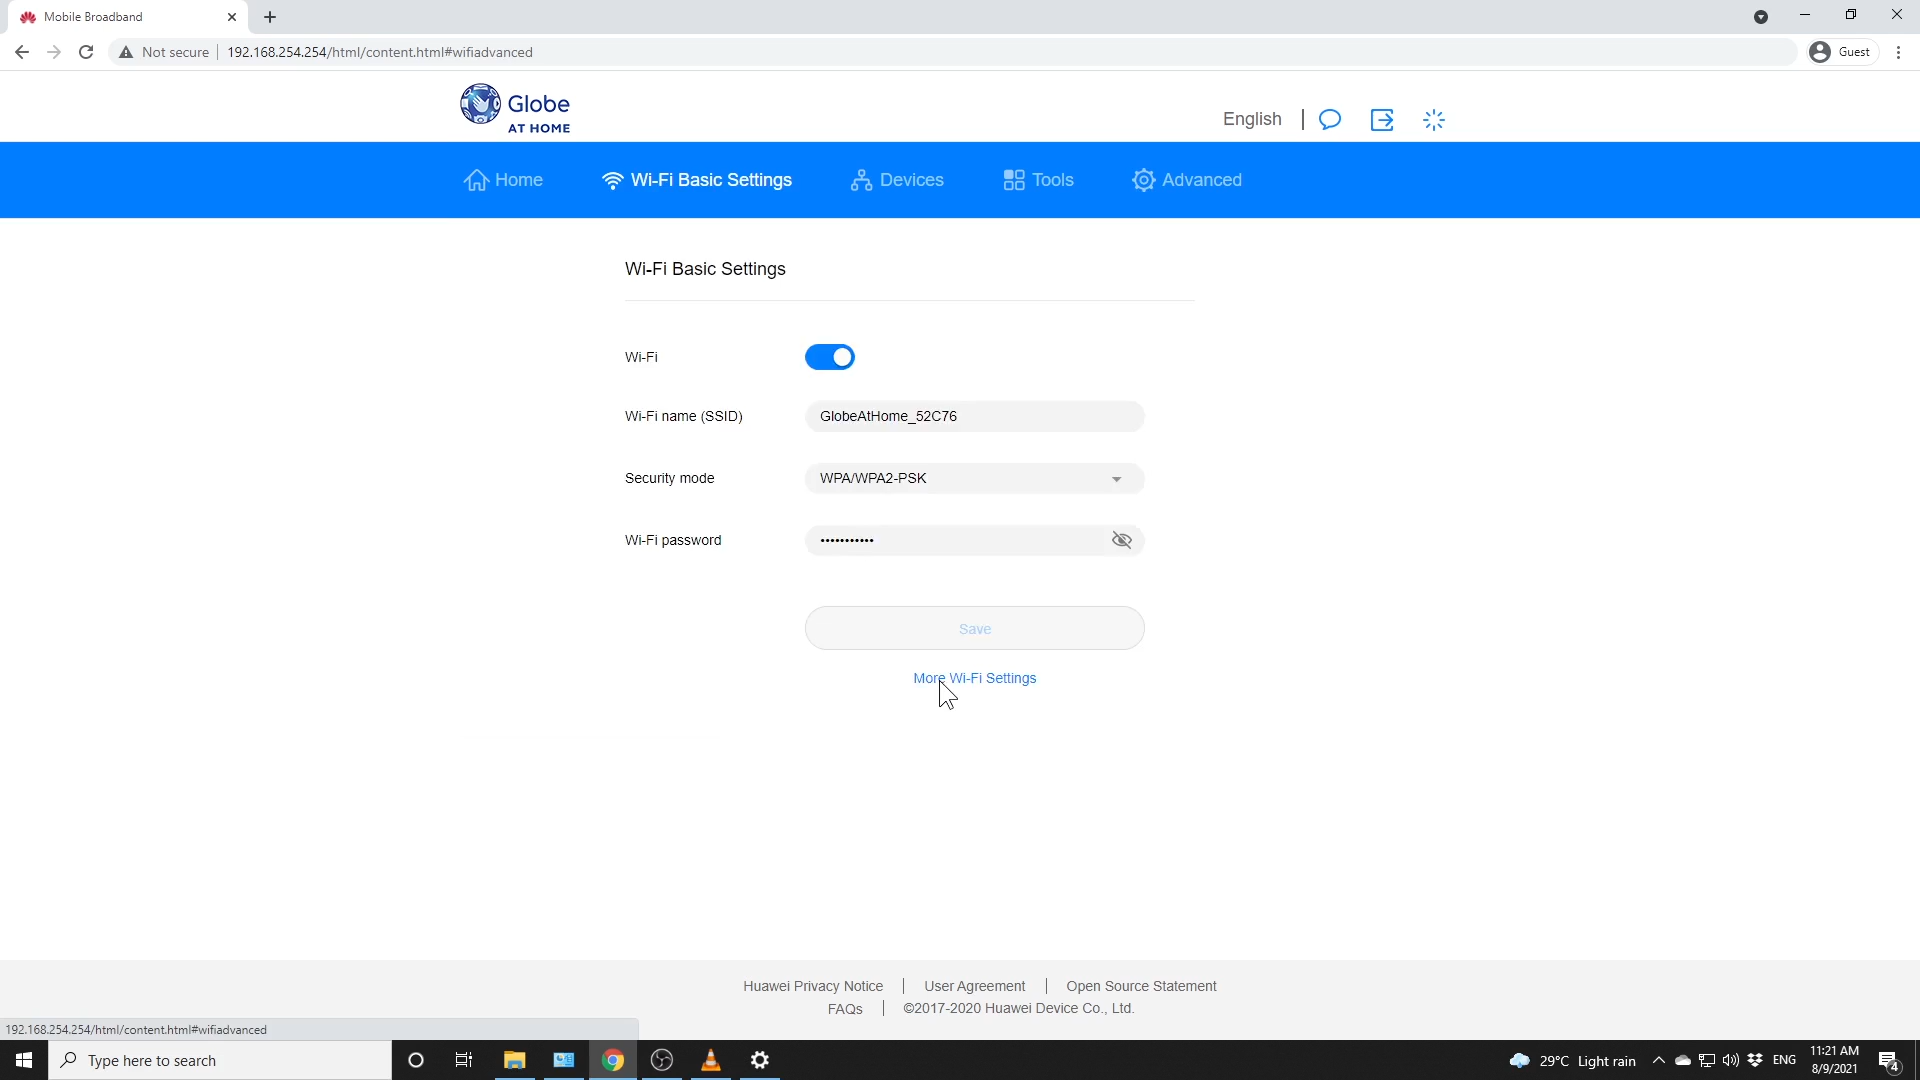 Mobile Broadband
Not secure 192.168.254.254/html/content.html#wifiadvanced
Guest
Globe
AT HOME
English
Home Wi-Fi Basic Settings Devices Tools Advanced
Wi-Fi Basic Settings
Wi-Fi
Wi-Fi name (SSID) GlobeAtHome_52C76
Security mode WPA/WPA2-PSK
Wi-Fi password •••••••••••
Save
More Wi-Fi Settings
Huawei Privacy Notice | User Agreement | Open Source Statement
FAQs | ©2017-2020 Huawei Device Co., Ltd.
192.168.254.254/html/content.html#wifiadvanced
Type here to search
29°C Light rain
ENG
11:21 AM
8/9/2021
4